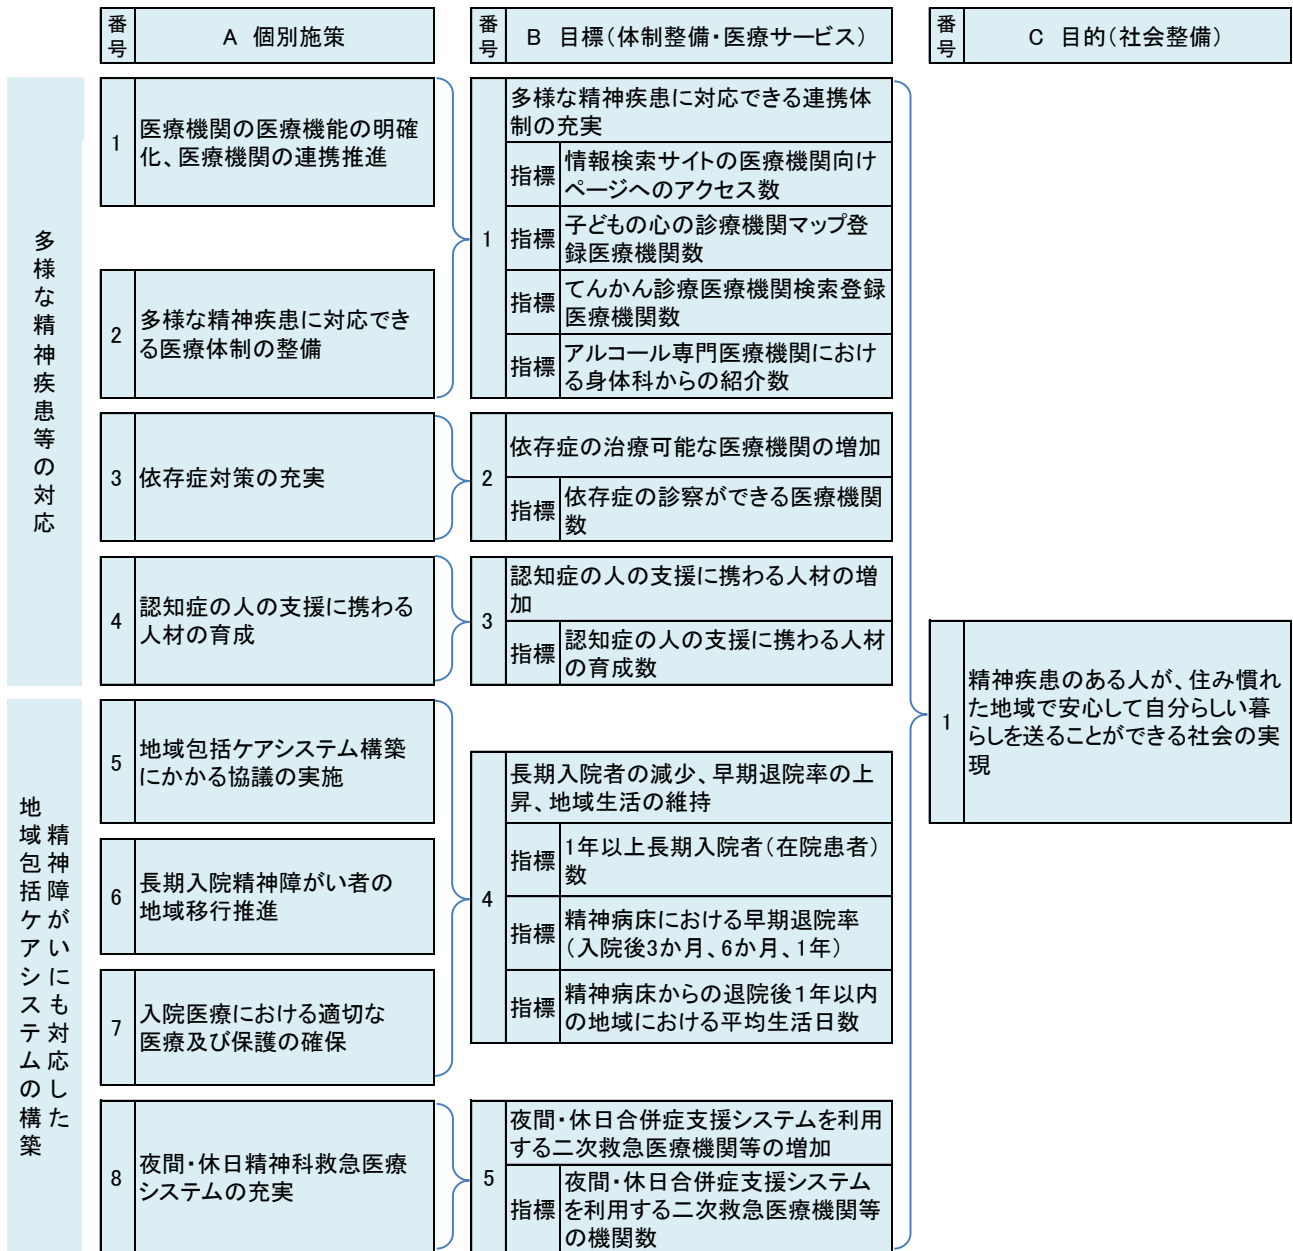 番号
A 個別施策
番号
B 目標(体制整備・医療サービス)
番号
C 目的(社会整備)
多様な精神疾患等の対応
1
医療機関の医療機能の明確
化、医療機関の連携推進
2
多様な精神疾患に対応でき
る医療体制の整備
3
依存症対策の充実
4
認知症の人の支援に携わる
人材の育成
精神障がいにも対応した
地域包括ケアシステムの構築
5
地域包括ケアシステム構築
にかかる協議の実施
6
長期入院精神障がい者の
地域移行推進
7
入院医療における適切な
医療及び保護の確保
8
夜間・休日精神科救急医療
システムの充実
1
多様な精神疾患に対応できる連携体
制の充実
指標
情報検索サイトの医療機関向け
ページへのアクセス数
指標
子どもの心の診療機関マップ登
録医療機関数
指標
てんかん診療医療機関検索登録
医療機関数
指標
アルコール専門医療機関におけ
る身体科からの紹介数
2
依存症の治療可能な医療機関の増加
指標
依存症の診察ができる医療機関
数
3
認知症の人の支援に携わる人材の増
加
指標
認知症の人の支援に携わる人材
の育成数
4
長期入院者の減少、早期退院率の上
昇、地域生活の維持
指標
1年以上長期入院者(在院患者)
数
指標
精神病床における早期退院率
(入院後3か月、6か月、1年)
指標
精神病床からの退院後1年以内
の地域における平均生活日数
5
夜間・休日合併症支援システムを利用
する二次救急医療機関等の増加
指標
夜間・休日合併症支援システム
を利用する二次救急医療機関等
の機関数
1
精神疾患のある人が、住み慣れ
た地域で安心して自分らしい暮
らしを送ることができる社会の実
現